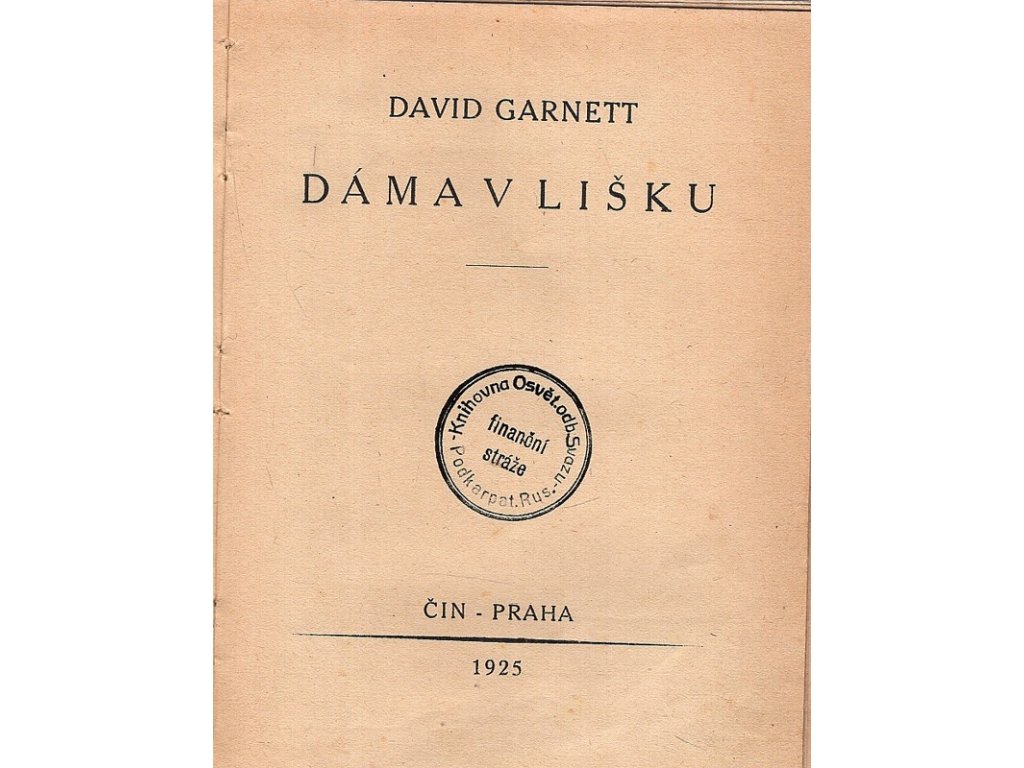 DAVID GARNETT
DÁMA V LIŠKU
-Knihovna Osvět.odb.Svazu-
finanční
stráže
Podkarpat.Rus.
ČIN - PRAHA
1925